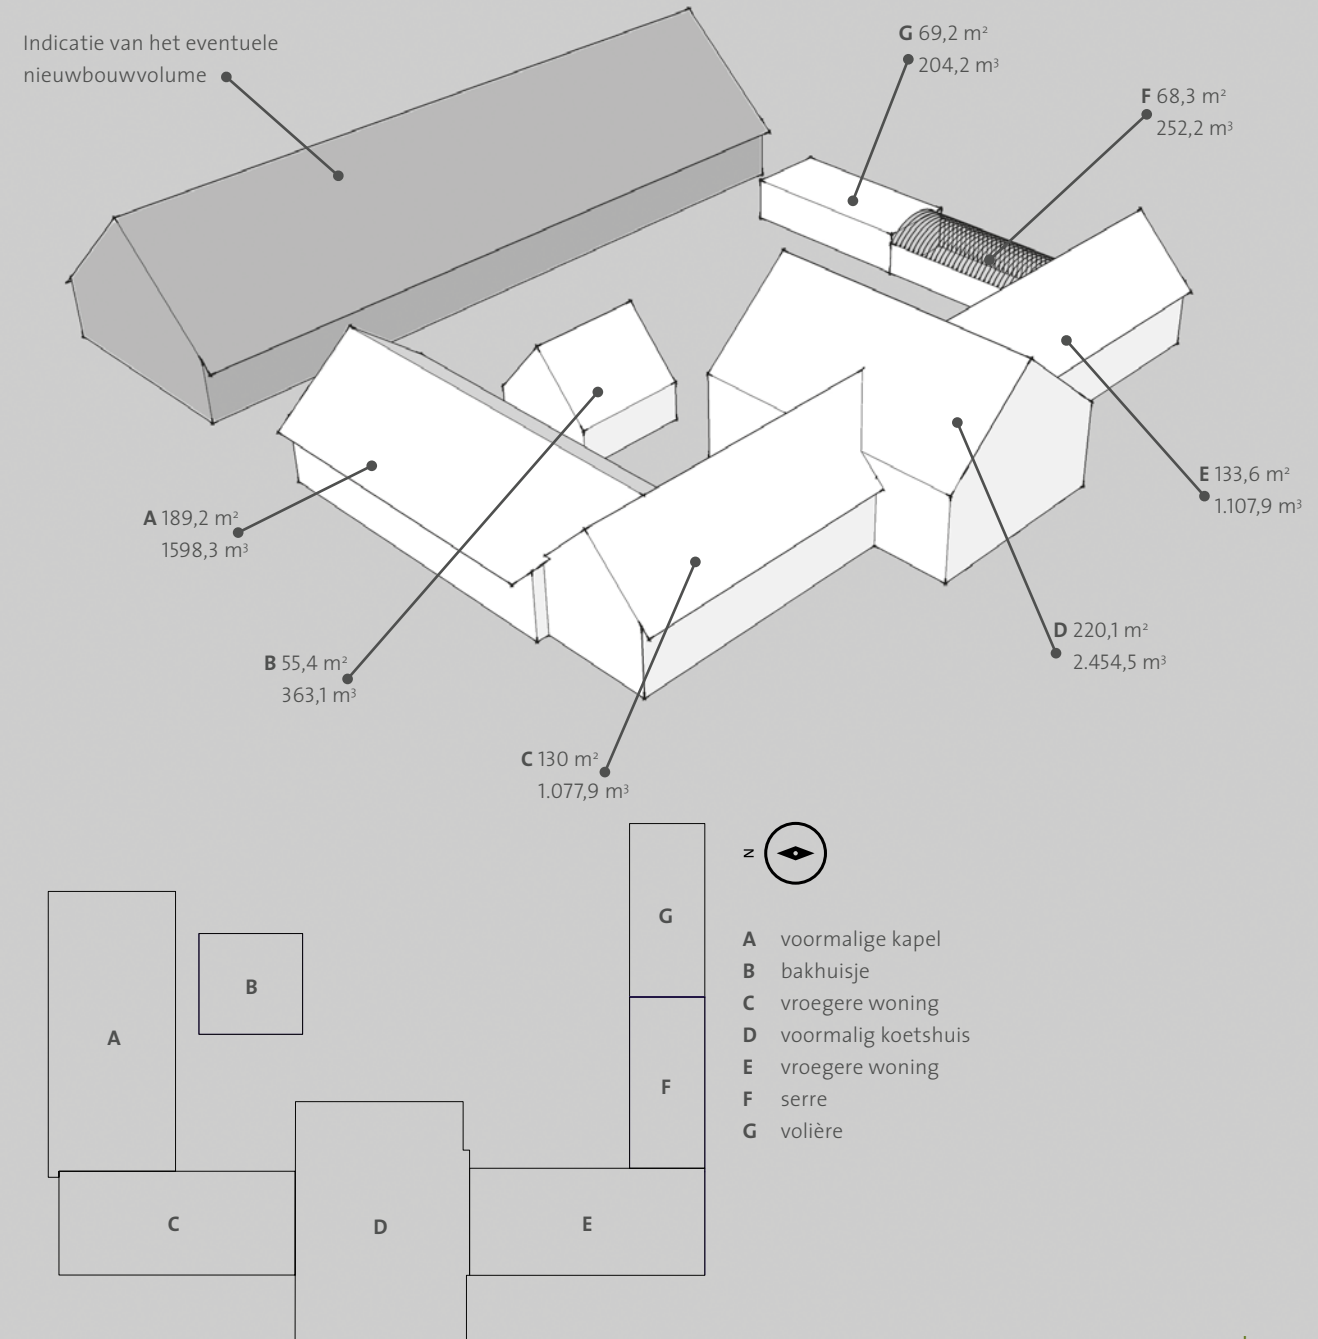 Indicatie van het eventuele
nieuwbouwvolume
G 69,2 m²
204,2 m³
F 68,3 m²
252,2 m³
E 133,6 m²
1.107,9 m³
A 189,2 m²
1598,3 m³
D 220,1 m²
2.454,5 m³
B 55,4 m²
363,1 m³
C 130 m²
1.077,9 m³
N
G
B
A
F
C
D
E
A voormalige kapel
B bakhuisje
C vroegere woning
D voormalig koetshuis
E vroegere woning
F serre
G volière